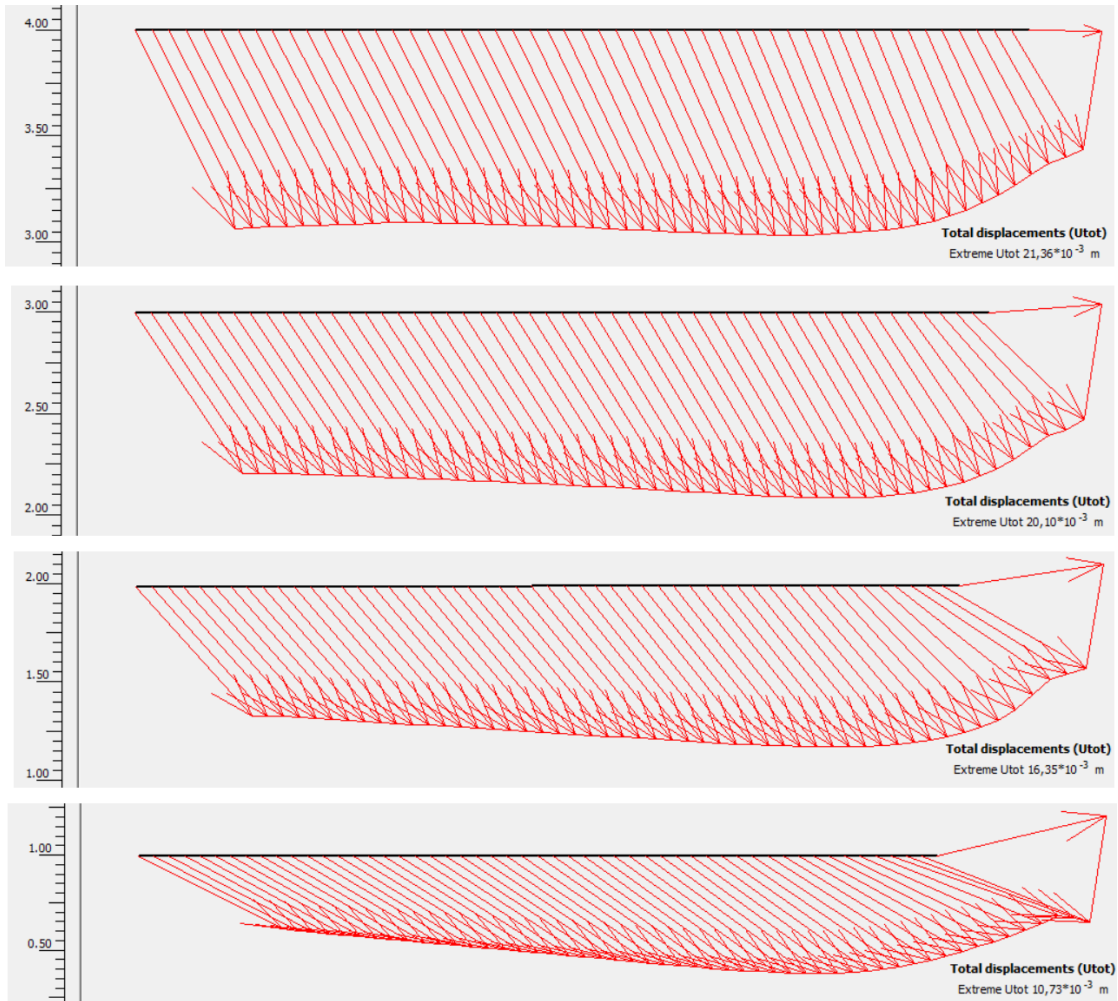 4.00
3.50
3.00
Total displacements (Utot)
Extreme Utot 21,36*10 -3 m
3.00
2.50
2.00
Total displacements (Utot)
Extreme Utot 20,10*10 -3 m
2.00
1.50
1.00
Total displacements (Utot)
Extreme Utot 16,35*10 -3 m
1.00
0.50
Total displacements (Utot)
Extreme Utot 10,73*10 -3 m